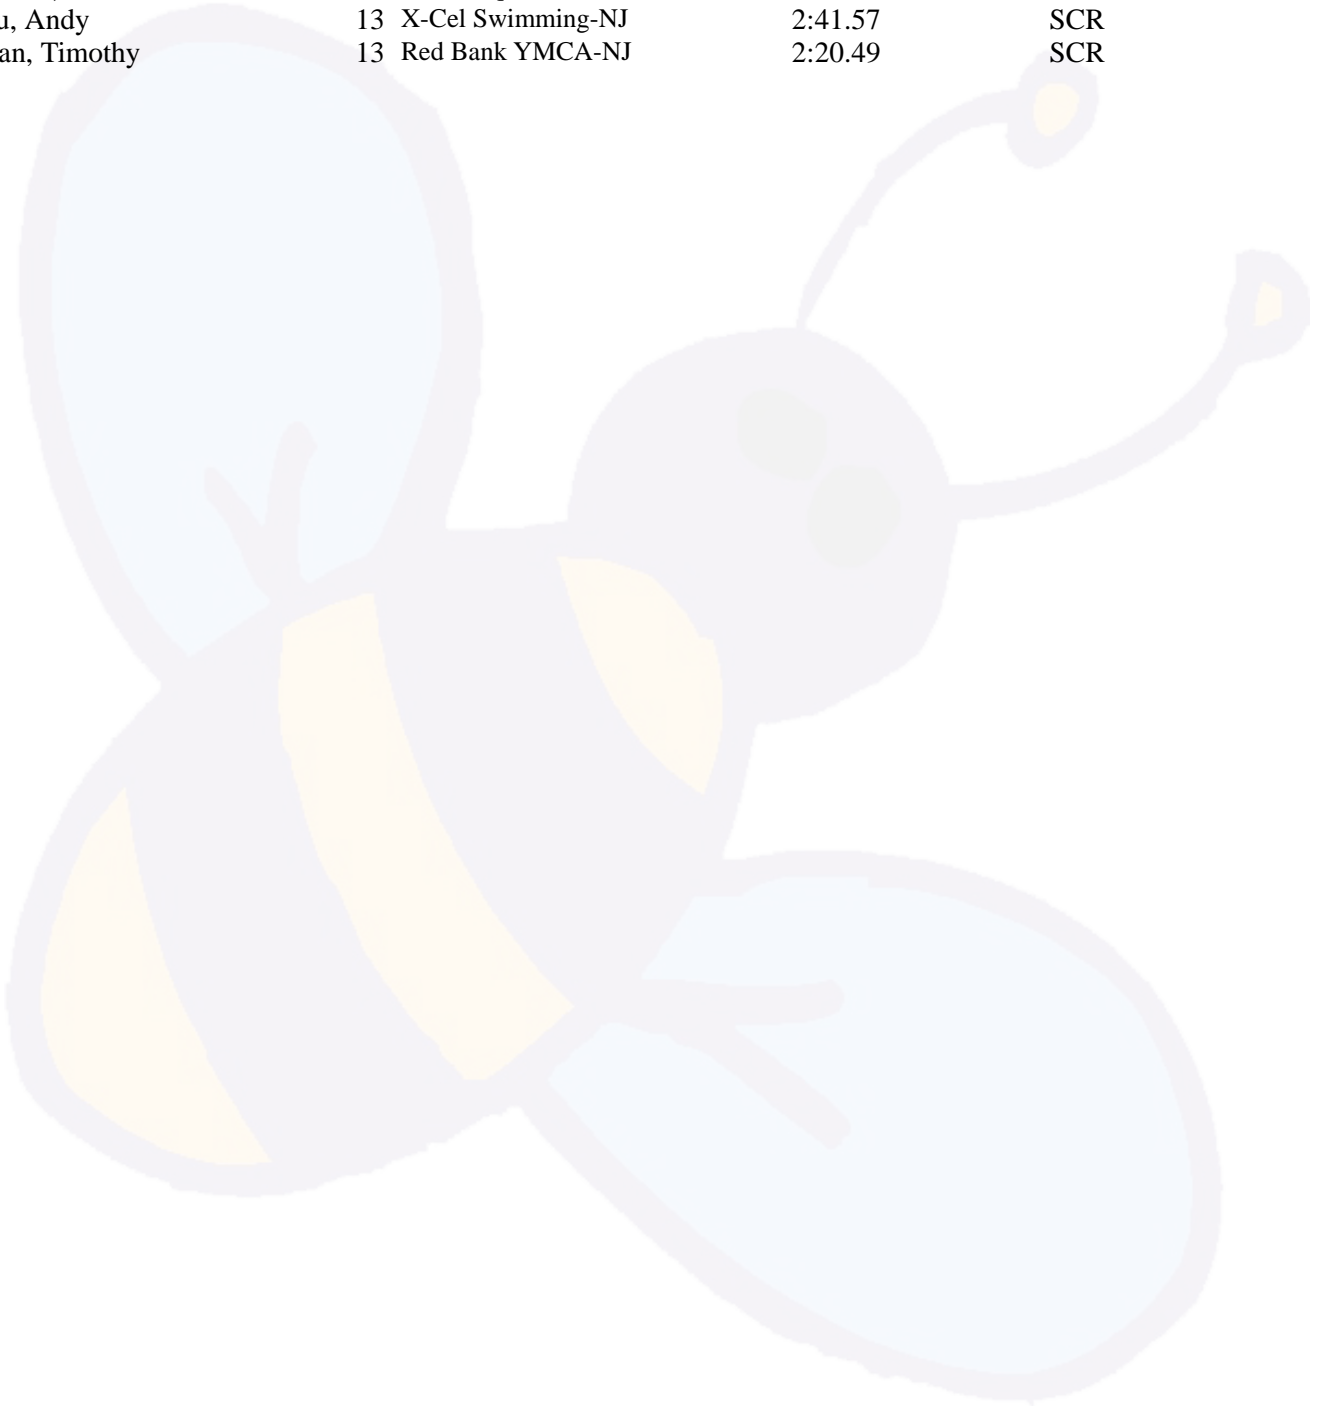 u, Andy 13 X-Cel Swimming-NJ 2:41.57 SCR
an, Timothy 13 Red Bank YMCA-NJ 2:20.49 SCR